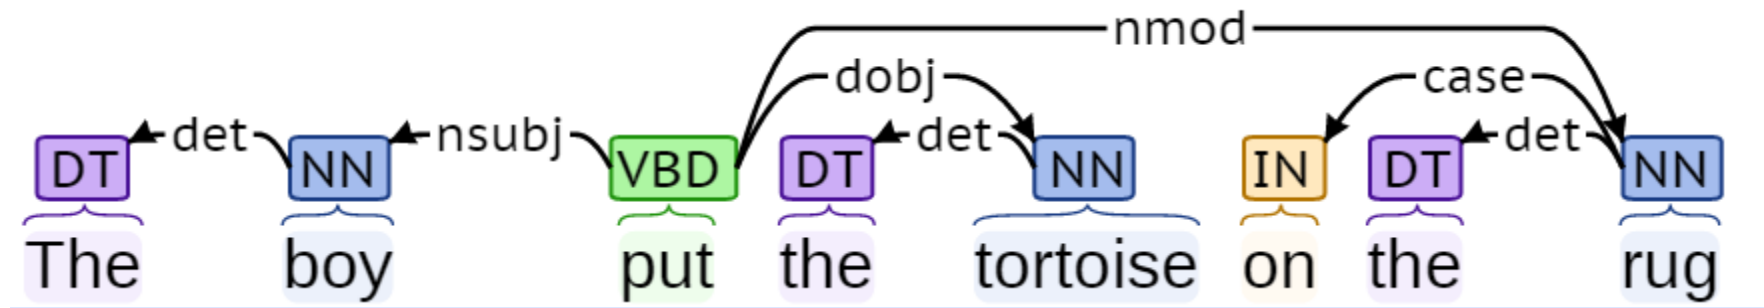 nmod
dobj case
det nsubj det det
DT NN VBD DT NN IN DT NN
The boy put the tortoise on the rug